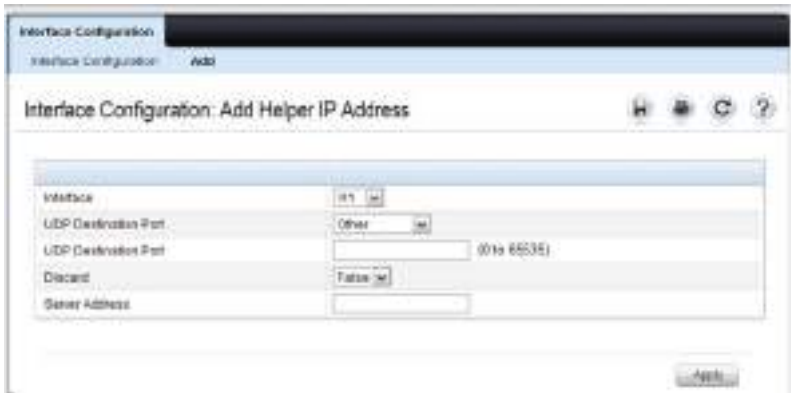 Interface Configuration
Interface Configuration Add
Interface Configuration: Add Helper IP Address
?
Interface
UDP Destination Port Other
UDP Destination Port (0 to 65535)
Discard False
Server Address
Apply